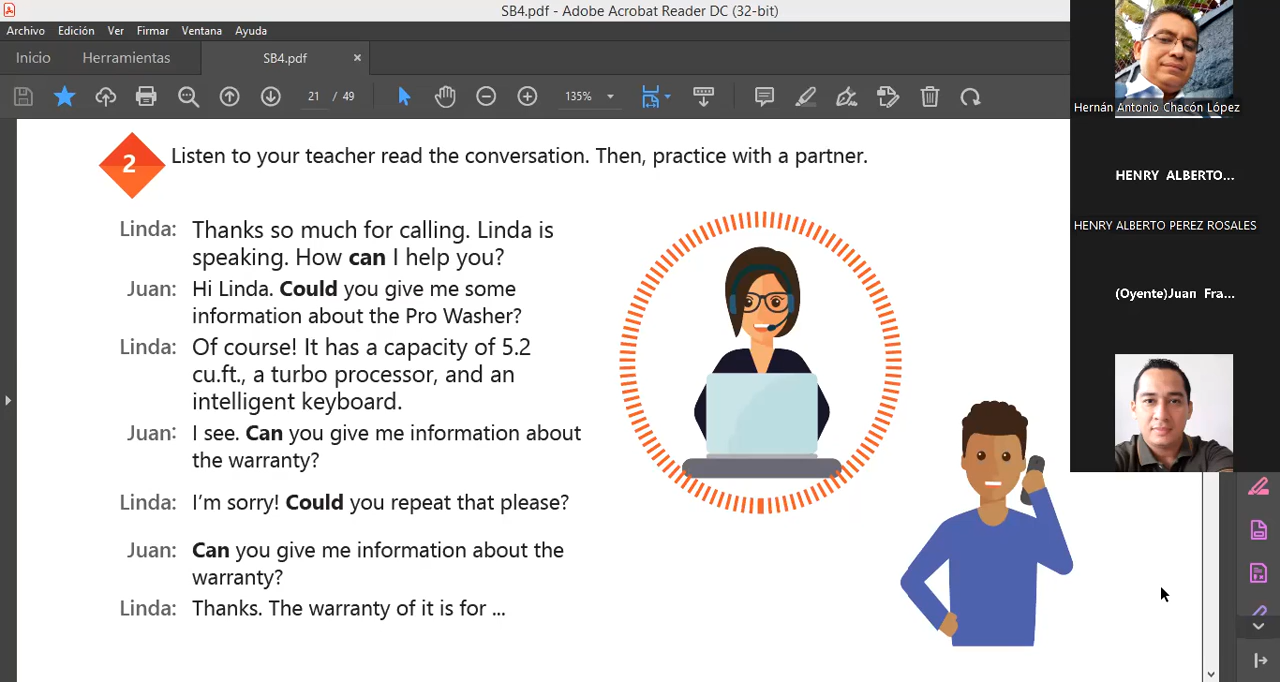 SB4.pdf - Adobe Acrobat Reader DC (32-bit)
Archivo Edición Ver Firmar Ventana Ayuda
Inicio Herramientas SB4.pdf ×
21 / 49 135%
2 Listen to your teacher read the conversation. Then, practice with a partner.
Linda: Thanks so much for calling. Linda is
speaking. How can I help you?
Juan: Hi Linda. Could you give me some
information about the Pro Washer?
Linda: Of course! It has a capacity of 5.2
cu.ft., a turbo processor, and an
intelligent keyboard.
Juan: I see. Can you give me information about
the warranty?
Linda: I'm sorry! Could you repeat that please?
Juan: Can you give me information about the
warranty?
Linda: Thanks. The warranty of it is for ...
Hernán Antonio Chacón López
HENRY ALBERTO...
HENRY ALBERTO PEREZ ROSALES
(Oyente)Juan Fra...